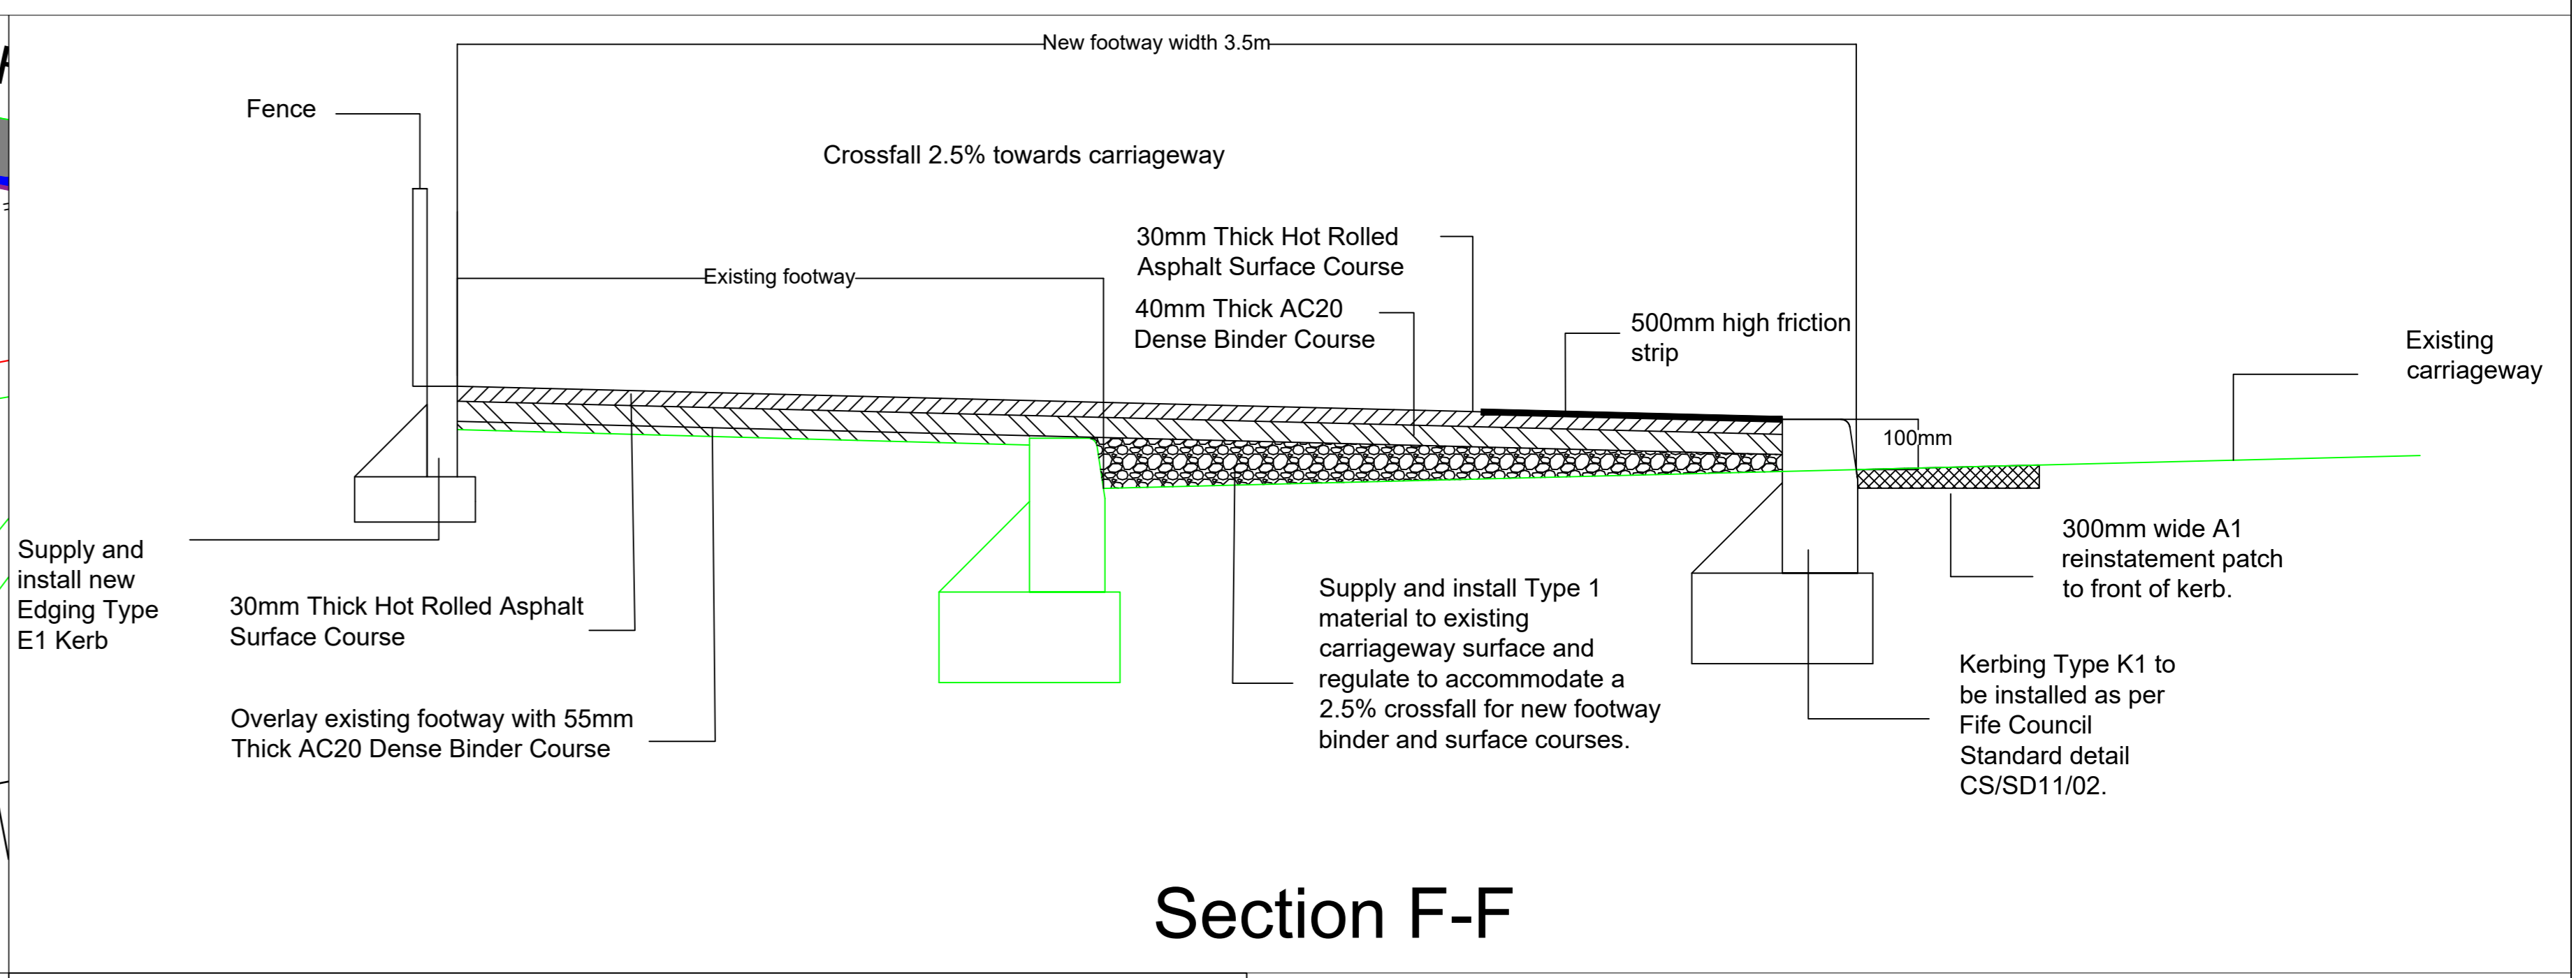 New footway width 3.5m
Fence
Crossfall 2.5% towards carriageway
30mm Thick Hot Rolled
Asphalt Surface Course
Existing footway
40mm Thick AC20
Dense Binder Course
500mm high friction
strip
Existing
carriageway
100mm
Supply and
install new
Edging Type
E1 Kerb
30mm Thick Hot Rolled Asphalt
Surface Course
Overlay existing footway with 55mm
Thick AC20 Dense Binder Course
Supply and install Type 1
material to existing
carriageway surface and
regulate to accommodate a
2.5% crossfall for new footway
binder and surface courses.
300mm wide A1
reinstatement patch
to front of kerb.
Kerbing Type K1 to
be installed as per
Fife Council
Standard detail
CS/SD11/02.
Section F-F